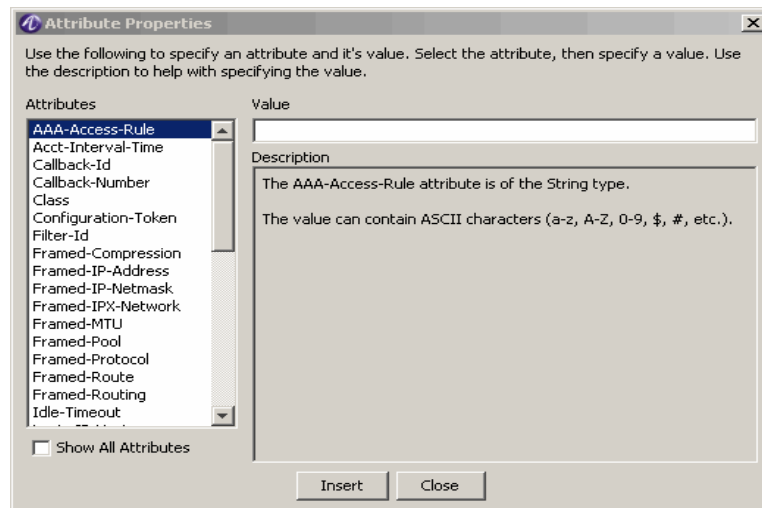 Attribute Properties
Use the following to specify an attribute and it's value. Select the attribute, then specify a value. Use
the description to help with specifying the value.
Attributes
AAA-Access-Rule
Acct-Interval-Time
Callback-Id
Callback-Number
Class
Configuration-Token
Filter-Id
Framed-Compression
Framed-IP-Address
Framed-IP-Netmask
Framed-IPX-Network
Framed-MTU
Framed-Pool
Framed-Protocol
Framed-Route
Framed-Routing
Idle-Timeout
Show All Attributes
Value
Description
The AAA-Access-Rule attribute is of the String type.
The value can contain ASCII characters (a-z, A-Z, 0-9, $, #, etc.).
Insert
Close